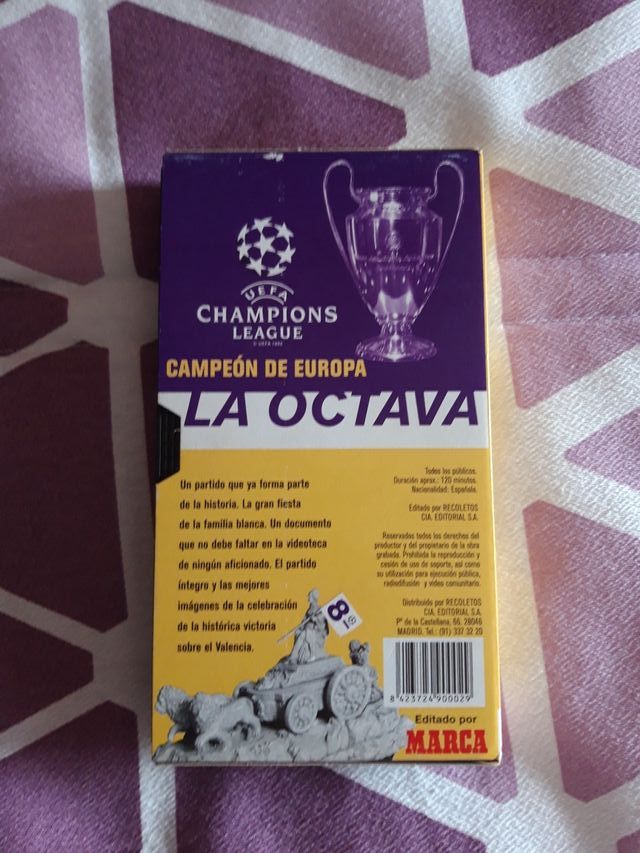 UEFA
CHAMPIONS
LEAGUE
CAMPEÓN DE EUROPA
LA OCTAVA
Un partido que ya forma parte
de la historia. La gran fiesta
de la familia blanca. Un documento
que no debe faltar en la videoteca
de ningún aficionado. El partido
íntegro y las mejores
imágenes de la celebración
de la histórica victoria
sobre el Valencia.
Todos los públicos.
Duración aprox.: 120 minutos.
Nacionalidad: Española.
Editado por RECOLETOS
CIA. EDITORIAL S.A.
Reservados todos los derechos del
productor y del propietario de la obra
grabada. Prohibida la reproducción y
cesión de uso de soporte, así como
su utilización para ejecución pública,
radiodifusión y video comunitario.
Distribuido por RECOLETOS
CIA. EDITORIAL S.A.
Pº de la Castellana, 66. 28046
MADRID. Tel.: (91) 337 32 20
8
8 423724 900029
Editado por
MARCA